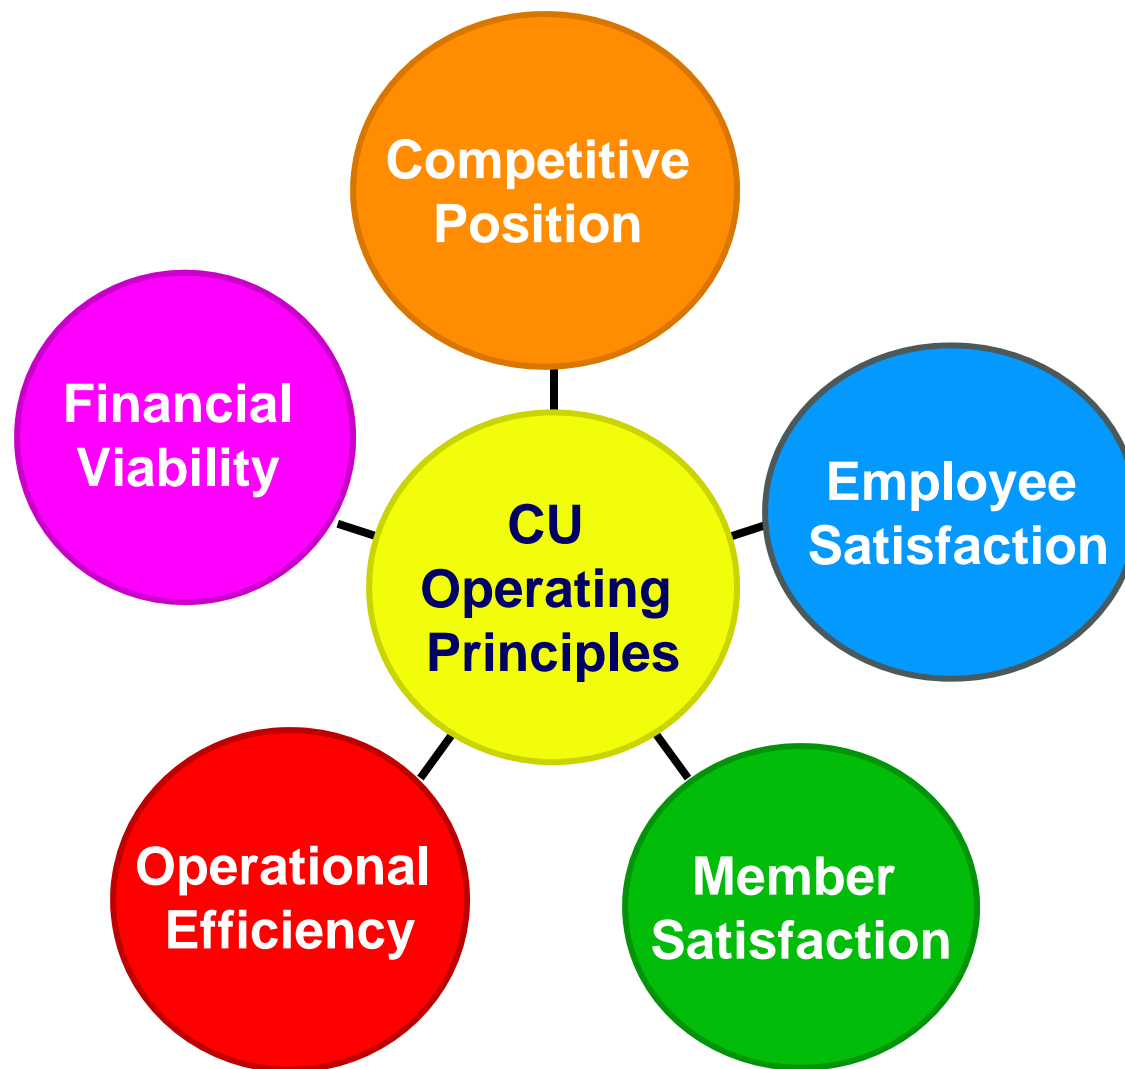 Competitive
Position
Financial
Viability
Employee
Satisfaction
CU
Operating
Principles
Operational
Efficiency
Member
Satisfaction